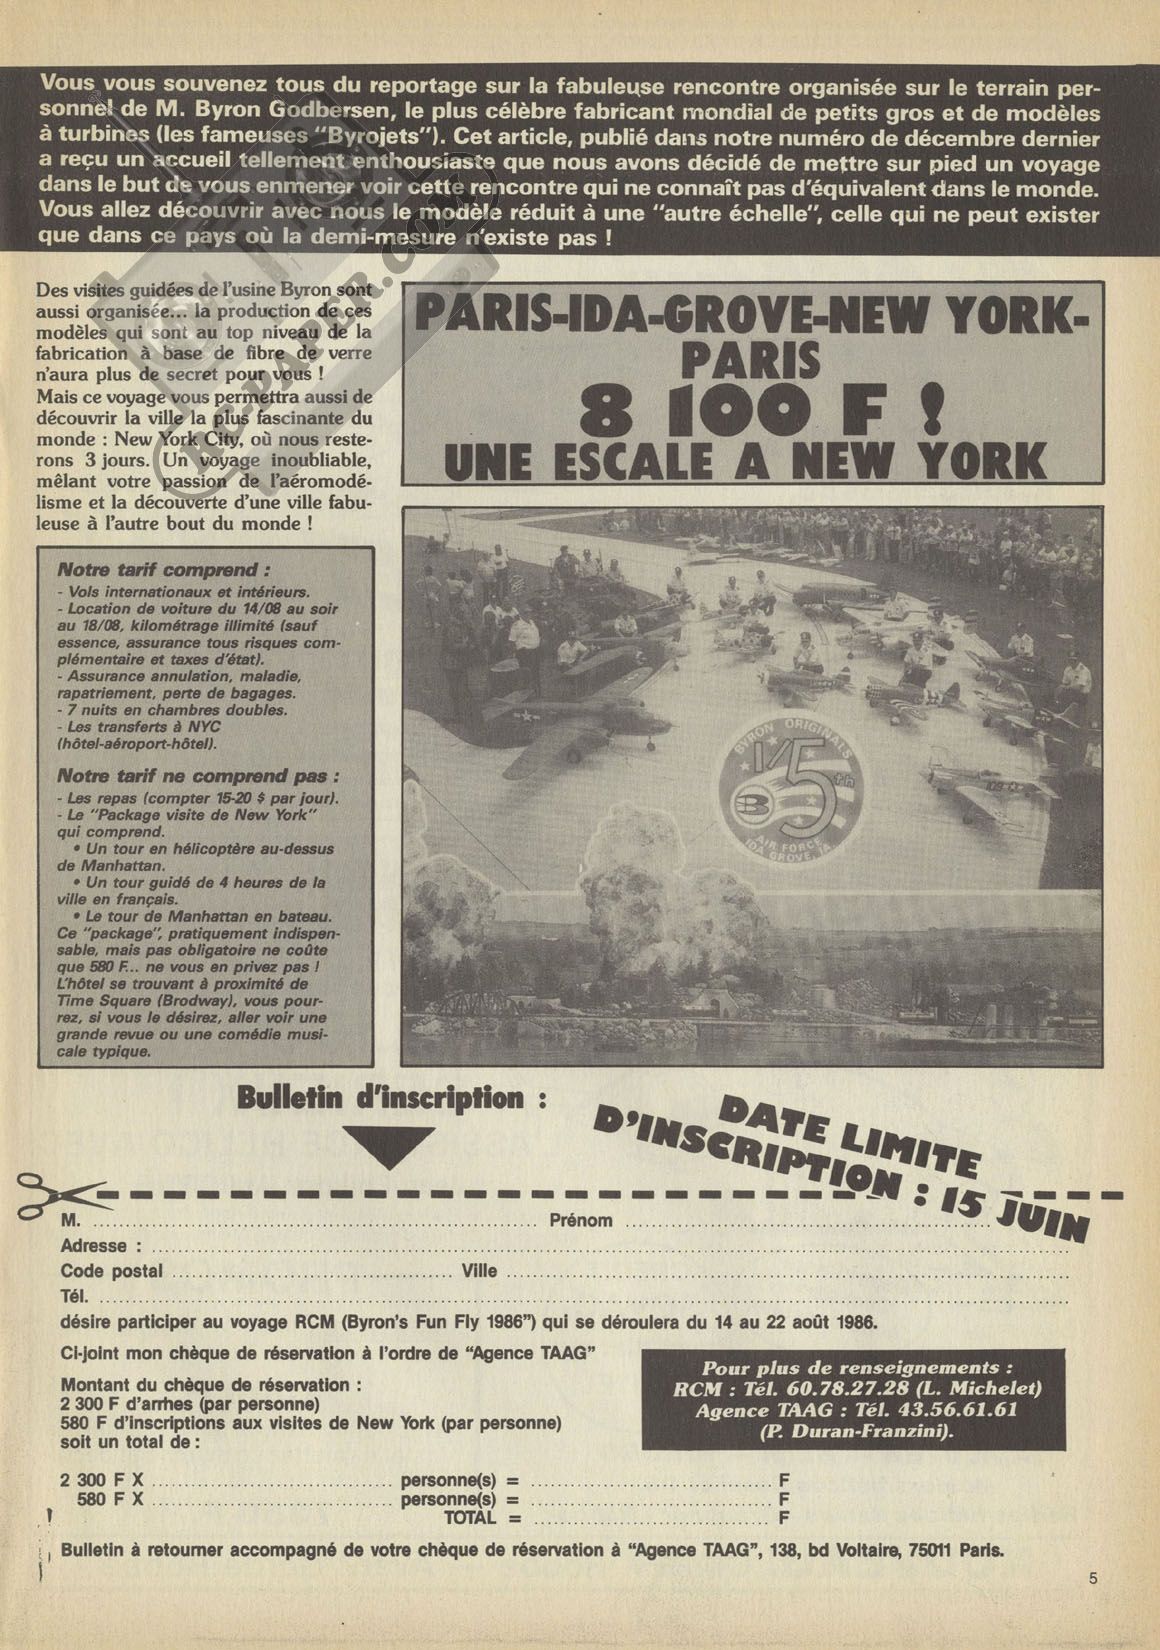 Vous vous souvenez tous du reportage sur la fabuleuse rencontre organisée sur le terrain per-
sonnel de M. Byron Godbersen, le plus célèbre fabricant mondial de petits gros et de modèles
à turbines (les fameuses "Byrojets"). Cet article, publié dans notre numéro de décembre dernier
a reçu un accueil tellement enthousiaste que nous avons décidé de mettre sur pied un voyage
dans le but de vous enmener voir cette rencontre qui ne connaît pas d'équivalent dans le monde.
Vous allez découvrir avec nous le modèle réduit à une "autre échelle", celle qui ne peut exister
que dans ce pays où la demi-mesure n'existe pas !
Des visites guidées de l'usine Byron sont
aussi organisée... la production de ces
modèles qui sont au top niveau de la
fabrication à base de fibre de verre
n'aura plus de secret pour vous !
Mais ce voyage vous permettra aussi de
découvrir la ville la plus fascinante du
monde : New York City, où nous reste-
rons 3 jours. Un voyage inoubliable,
mêlant votre passion de l'aéromodé-
lisme et la découverte d'une ville fabu-
leuse à l'autre bout du monde !
RC-PAPER.COM
PARIS-IDA-GROVE-NEW YORK-
PARIS
8 100 F !
UNE ESCALE A NEW YORK
Notre tarif comprend :
- Vols internationaux et intérieurs.
- Location de voiture du 14/08 au soir
au 18/08, kilométrage illimité (sauf
essence, assurance tous risques com-
plémentaire et taxes d'état).
- Assurance annulation, maladie,
rapatriement, perte de bagages.
- 7 nuits en chambres doubles.
- Les transferts à NYC
(hôtel-aéroport-hôtel).
Notre tarif ne comprend pas :
- Les repas (compter 15-20 $ par jour).
- Le "Package visite de New York"
qui comprend.
• Un tour en hélicoptère au-dessus
de Manhattan.
• Un tour guidé de 4 heures de la
ville en français.
• Le tour de Manhattan en bateau.
Ce "package", pratiquement indispen-
sable, mais pas obligatoire ne coûte
que 580 F... ne vous en privez pas !
L'hôtel se trouvant à proximité de
Time Square (Brodway), vous pour-
rez, si vous le désirez, aller voir une
grande revue ou une comédie musi-
cale typique.
BYRON ORIGINALS
5th
B
AIR FORCE
IDA GROVE, IA.
Bulletin d'inscription :
DATE LIMITE
D'INSCRIPTION : 15 JUIN
M. ........ Prénom ........
Adresse : ........
Code postal ........ Ville ........
Tél. ........
désire participer au voyage RCM (Byron's Fun Fly 1986") qui se déroulera du 14 au 22 août 1986.
Ci-joint mon chèque de réservation à l'ordre de "Agence TAAG"
Montant du chèque de réservation :
2 300 F d'arrhes (par personne)
580 F d'inscriptions aux visites de New York (par personne)
soit un total de :
Pour plus de renseignements :
RCM : Tél. 60.78.27.28 (L. Michelet)
Agence TAAG : Tél. 43.56.61.61
(P. Duran-Franzini).
2 300 F X ........ personne(s) = ........ F
580 F X ........ personne(s) = ........ F
TOTAL = ........ F
Bulletin à retourner accompagné de votre chèque de réservation à "Agence TAAG", 138, bd Voltaire, 75011 Paris.
5